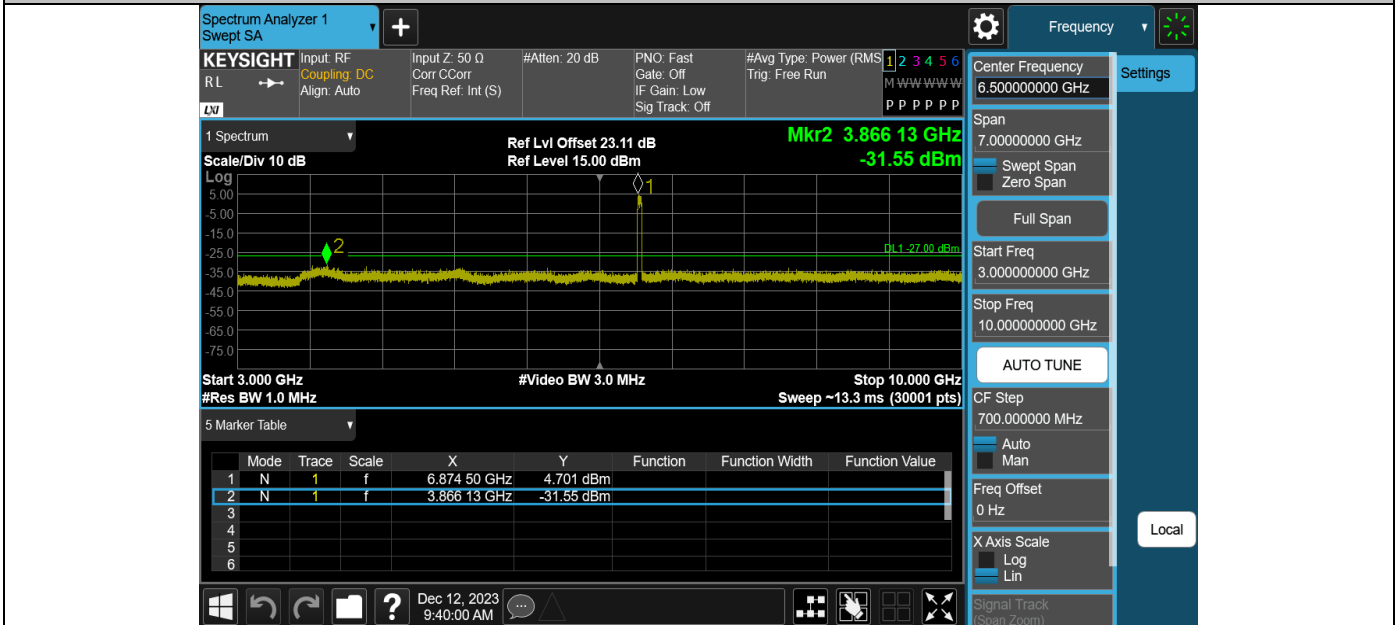 Spectrum Analyzer 1
Swept SA
+
Frequency
KEYSIGHT
RL
LXI
Input: RF
Coupling: DC
Align: Auto
Input Z: 50 Ω
Corr CCorr
Freq Ref: Int (S)
#Atten: 20 dB
PNO: Fast
Gate: Off
IF Gain: Low
Sig Track: Off
#Avg Type: Power (RMS
Trig: Free Run
1 2 3 4 5 6
M W W W W W
P P P P P P
1 Spectrum
Scale/Div 10 dB
Ref Lvl Offset 23.11 dB
Ref Level 15.00 dBm
Mkr2 3.866 13 GHz
-31.55 dBm
Log
5.00
-5.00
-15.0
-25.0
-35.0
-45.0
-55.0
-65.0
-75.0
1
2
DL1 -27.00 dBm
Start 3.000 GHz
#Video BW 3.0 MHz
Stop 10.000 GHz
#Res BW 1.0 MHz
Sweep ~13.3 ms (30001 pts)
5 Marker Table
Mode Trace Scale X Y Function Function Width Function Value
1 N 1 f 6.874 50 GHz 4.701 dBm
2 N 1 f 3.866 13 GHz -31.55 dBm
3
4
5
6
?
Dec 12, 2023
9:40:00 AM
Center Frequency
6.500000000 GHz
Span
7.00000000 GHz
Swept Span
Zero Span
Full Span
Start Freq
3.000000000 GHz
Stop Freq
10.000000000 GHz
AUTO TUNE
CF Step
700.000000 MHz
Auto
Man
Freq Offset
0 Hz
X Axis Scale
Log
Lin
Signal Track
(Span Zoom)
Settings
Local